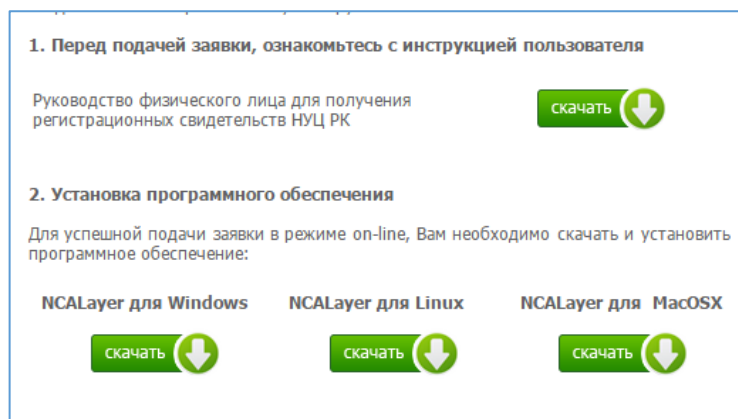 1. Перед подачей заявки, ознакомьтесь с инструкцией пользователя
Руководство физического лица для получения
регистрационных свидетельств НУЦ РК
скачать
2. Установка программного обеспечения
Для успешной подачи заявки в режиме on-line, Вам необходимо скачать и установить
программное обеспечение:
NCALayer для Windows NCALayer для Linux NCALayer для MacOSX
скачать скачать скачать